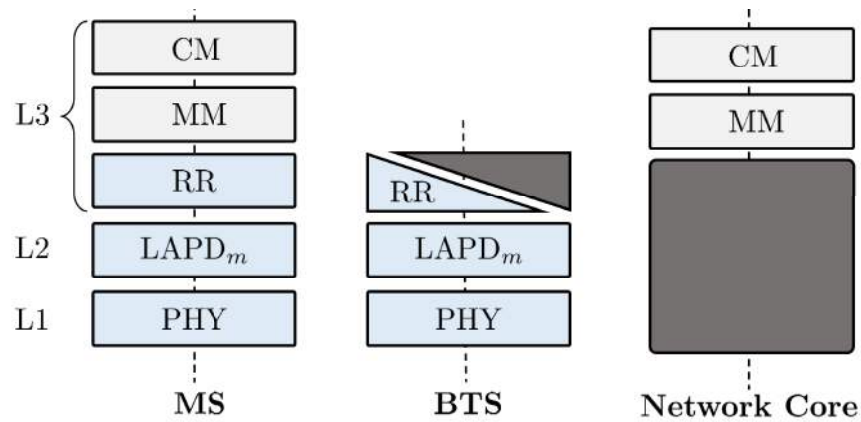 CM
CM
MM
MM
L3
RR
RR
L2
LAPDm
LAPDm
L1
PHY
PHY
MS
BTS
Network Core